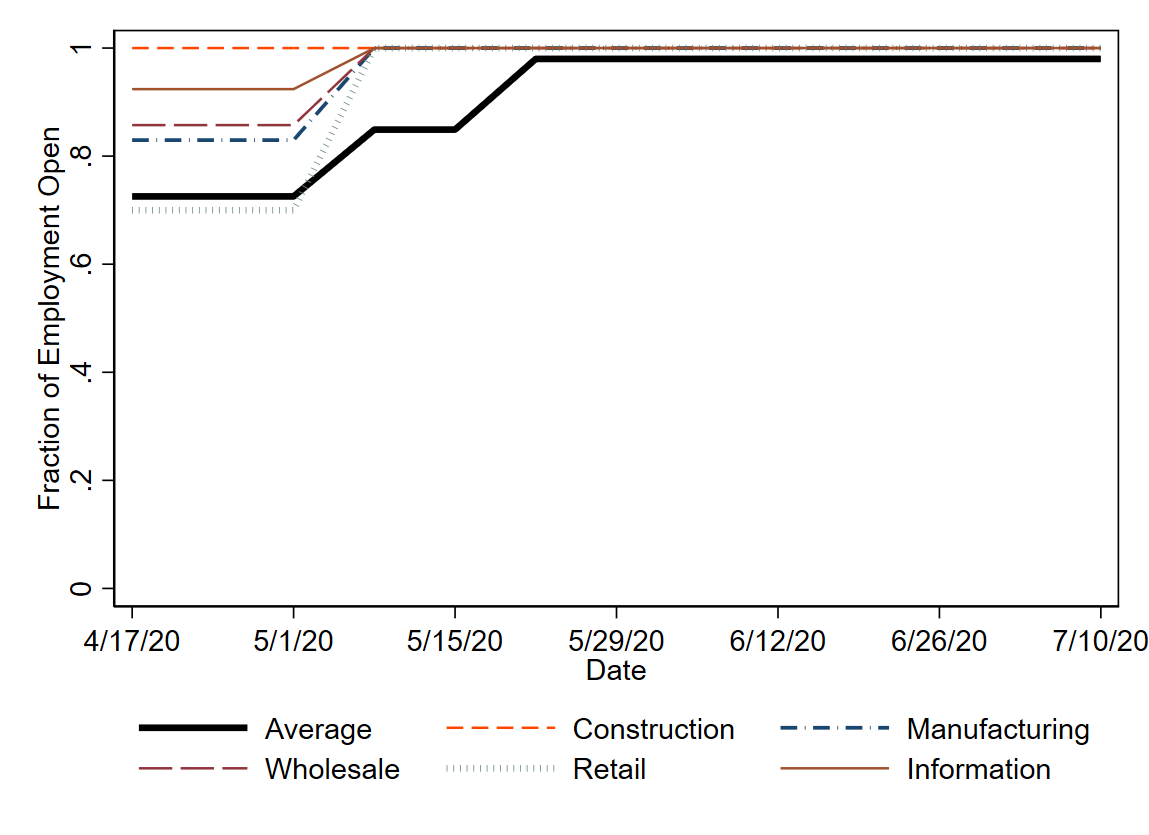 1
.8
.6
.4
.2
0
Fraction of Employment Open
4/17/20 5/1/20 5/15/20 5/29/20 6/12/20 6/26/20 7/10/20
Date
Average Construction Manufacturing
Wholesale Retail Information